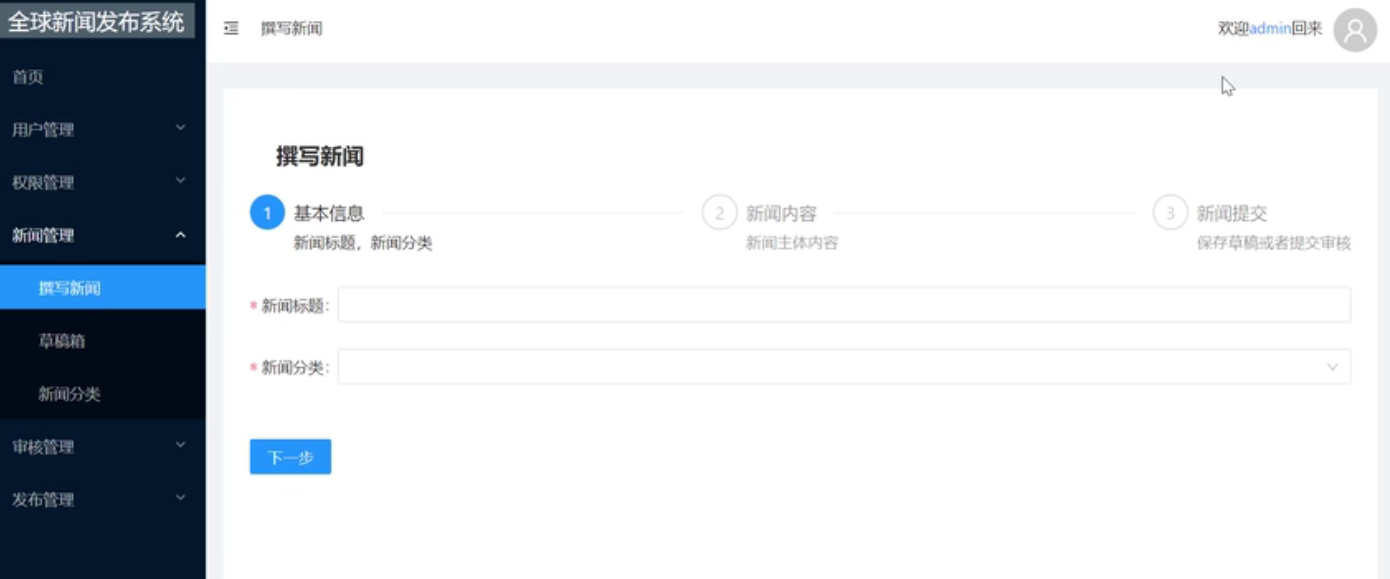 全球新闻发布系统
撰写新闻
欢迎admin回来
首页
用户管理
权限管理
新闻管理
撰写新闻
草稿箱
新闻分类
审核管理
发布管理
撰写新闻
1 基本信息
新闻标题，新闻分类
2 新闻内容
新闻主体内容
3 新闻提交
保存草稿或者提交审核
* 新闻标题:
* 新闻分类:
下一步